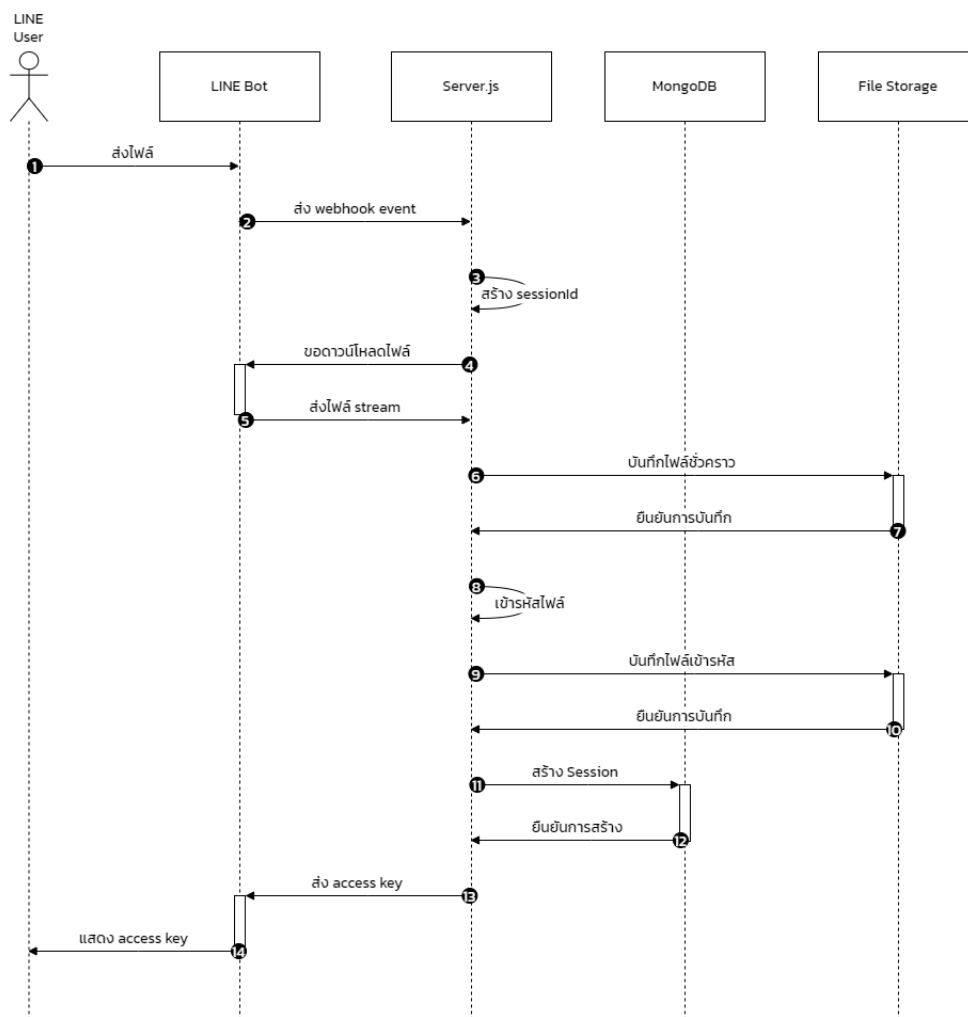 LINE
User
LINE Bot
Server.js
MongoDB
File Storage
1
ส่งไฟล์
2
ส่ง webhook event
3
สร้าง sessionId
ขอดาวน์โหลดไฟล์
4
5
ส่งไฟล์ stream
6
บันทึกไฟล์ชั่วคราว
ยืนยันการบันทึก
7
8
เข้ารหัสไฟล์
9
บันทึกไฟล์เข้ารหัส
ยืนยันการบันทึก
10
11
สร้าง Session
ยืนยันการสร้าง
12
ส่ง access key
13
แสดง access key
14